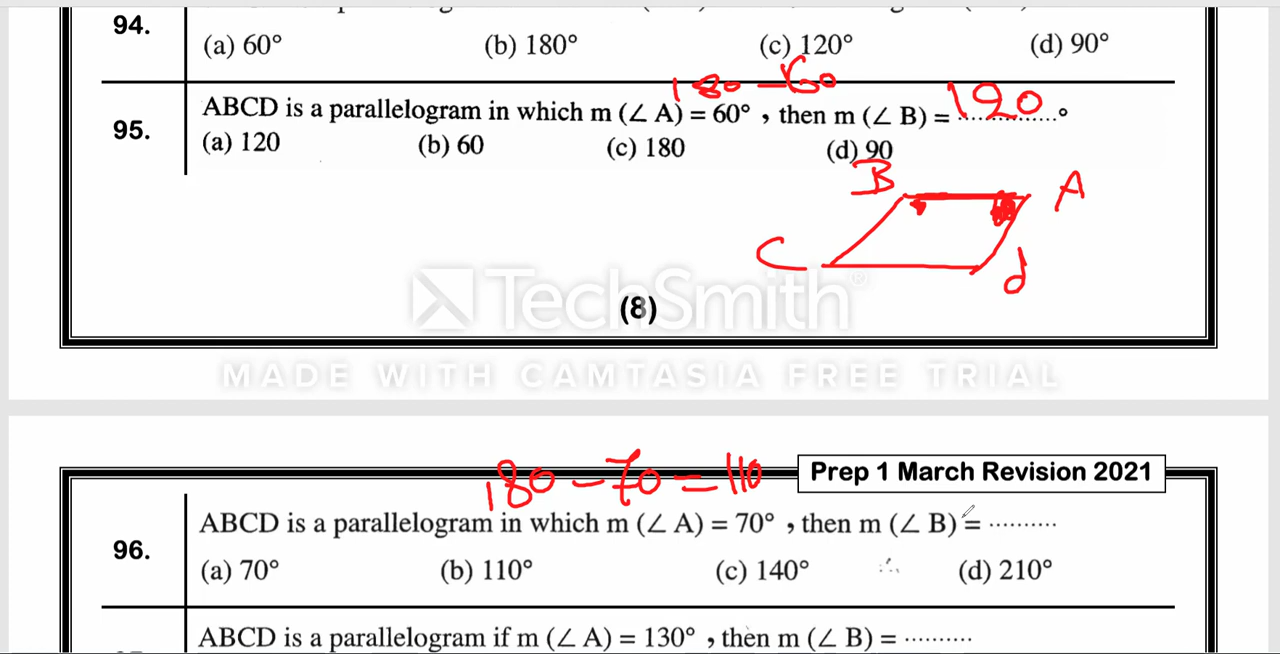 94.
(a) 60° (b) 180° (c) 120° (d) 90°
180 - 60
95. ABCD is a parallelogram in which m (∠ A) = 60° , then m (∠ B) = ..............°
120
(a) 120 (b) 60 (c) 180 (d) 90
B A
C d
TechSmith®
(8)
MADE WITH CAMTASIA FREE TRIAL
Prep 1 March Revision 2021
180 - 70 = 110
96. ABCD is a parallelogram in which m (∠ A) = 70° , then m (∠ B) = ..........
(a) 70° (b) 110° (c) 140° (d) 210°
ABCD is a parallelogram if m (∠ A) = 130° , then m (∠ B) = ..........